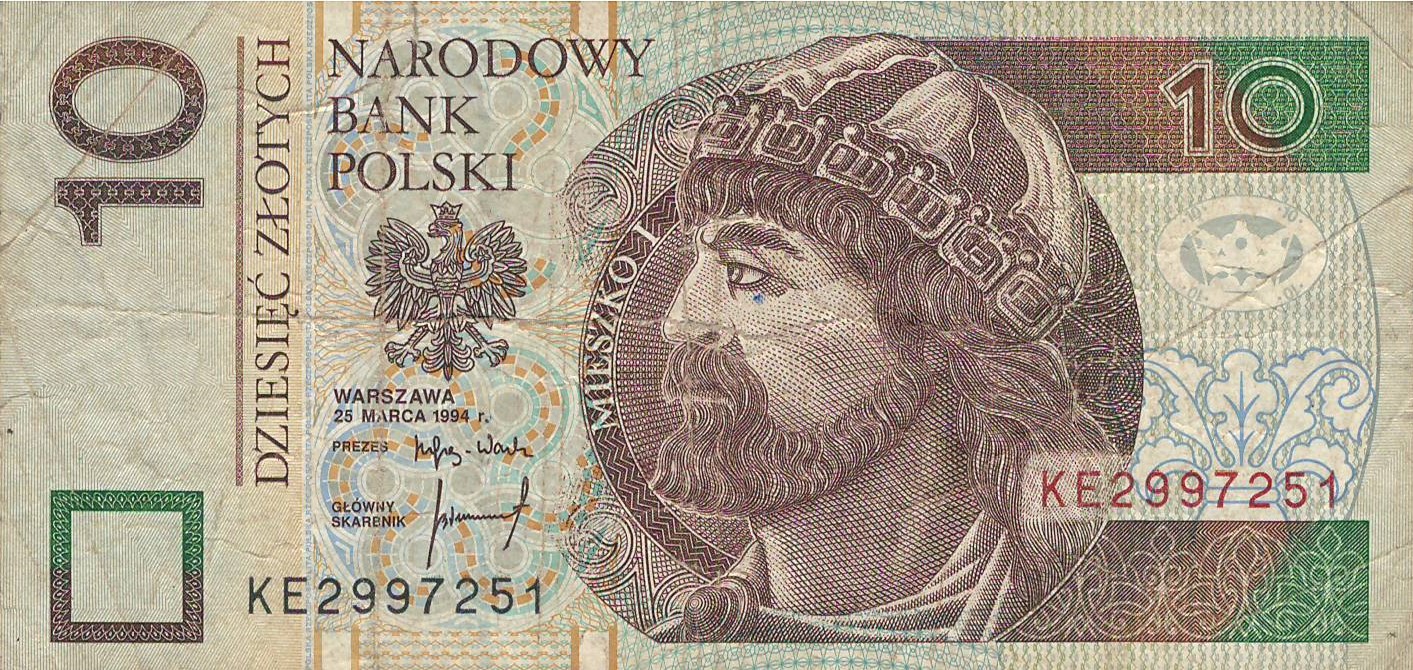 10
DZIESIĘĆ ZŁOTYCH
NARODOWY
BANK
POLSKI
WARSZAWA
25 MARCA 1994 r.
PREZES
GŁÓWNY
SKARBNIK
KE2997251
MIESZKO I
10
KE2997251